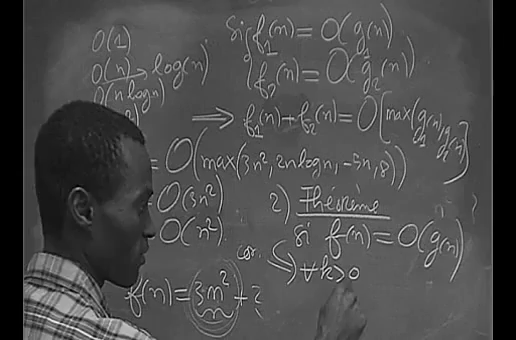 O(1)
O(n) → log(n)
O(n log n)
²)
Si f₁(n) = O(g₁(n))
f₂(n) = O(g₂(n))
⟹ f₁(n) + f₂(n) = O(max(g₁(n), g₂(n)))
= O(max(3n², 2n log n, -5n, 8))
O(3n²)
O(n²)
2) Théorème
Si f(n) = O(g(n))
∀k>0
f(n) = 3n² + ?